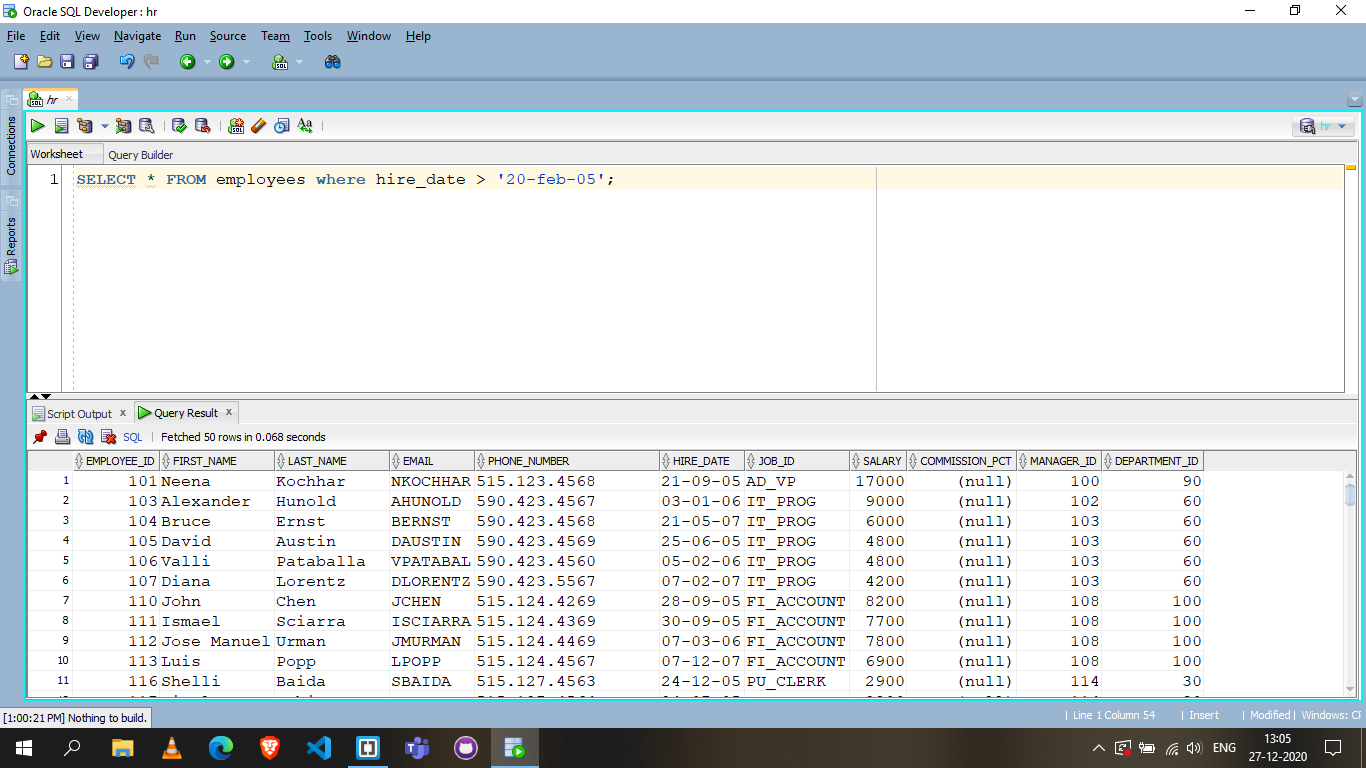 Oracle SQL Developer : hr
File Edit View Navigate Run Source Team Tools Window Help
hr
hr
Connections
Reports
Worksheet Query Builder
1 SELECT * FROM employees where hire_date > '20-feb-05';
Script Output x Query Result x
SQL | Fetched 50 rows in 0.068 seconds
EMPLOYEE_ID FIRST_NAME LAST_NAME EMAIL PHONE_NUMBER HIRE_DATE JOB_ID SALARY COMMISSION_PCT MANAGER_ID DEPARTMENT_ID
1 101 Neena Kochhar NKOCHHAR 515.123.4568 21-09-05 AD_VP 17000 (null) 100 90
2 103 Alexander Hunold AHUNOLD 590.423.4567 03-01-06 IT_PROG 9000 (null) 102 60
3 104 Bruce Ernst BERNST 590.423.4568 21-05-07 IT_PROG 6000 (null) 103 60
4 105 David Austin DAUSTIN 590.423.4569 25-06-05 IT_PROG 4800 (null) 103 60
5 106 Valli Pataballa VPATABAL 590.423.4560 05-02-06 IT_PROG 4800 (null) 103 60
6 107 Diana Lorentz DLORENTZ 590.423.5567 07-02-07 IT_PROG 4200 (null) 103 60
7 110 John Chen JCHEN 515.124.4269 28-09-05 FI_ACCOUNT 8200 (null) 108 100
8 111 Ismael Sciarra ISCIARRA 515.124.4369 30-09-05 FI_ACCOUNT 7700 (null) 108 100
9 112 Jose Manuel Urman JMURMAN 515.124.4469 07-03-06 FI_ACCOUNT 7800 (null) 108 100
10 113 Luis Popp LPOPP 515.124.4567 07-12-07 FI_ACCOUNT 6900 (null) 108 100
11 116 Shelli Baida SBAIDA 515.127.4563 24-12-05 PU_CLERK 2900 (null) 114 30
[1:00:21 PM] Nothing to build. | Line 1 Column 54 | Insert | Modified | Windows: CF
ENG 13:05
27-12-2020